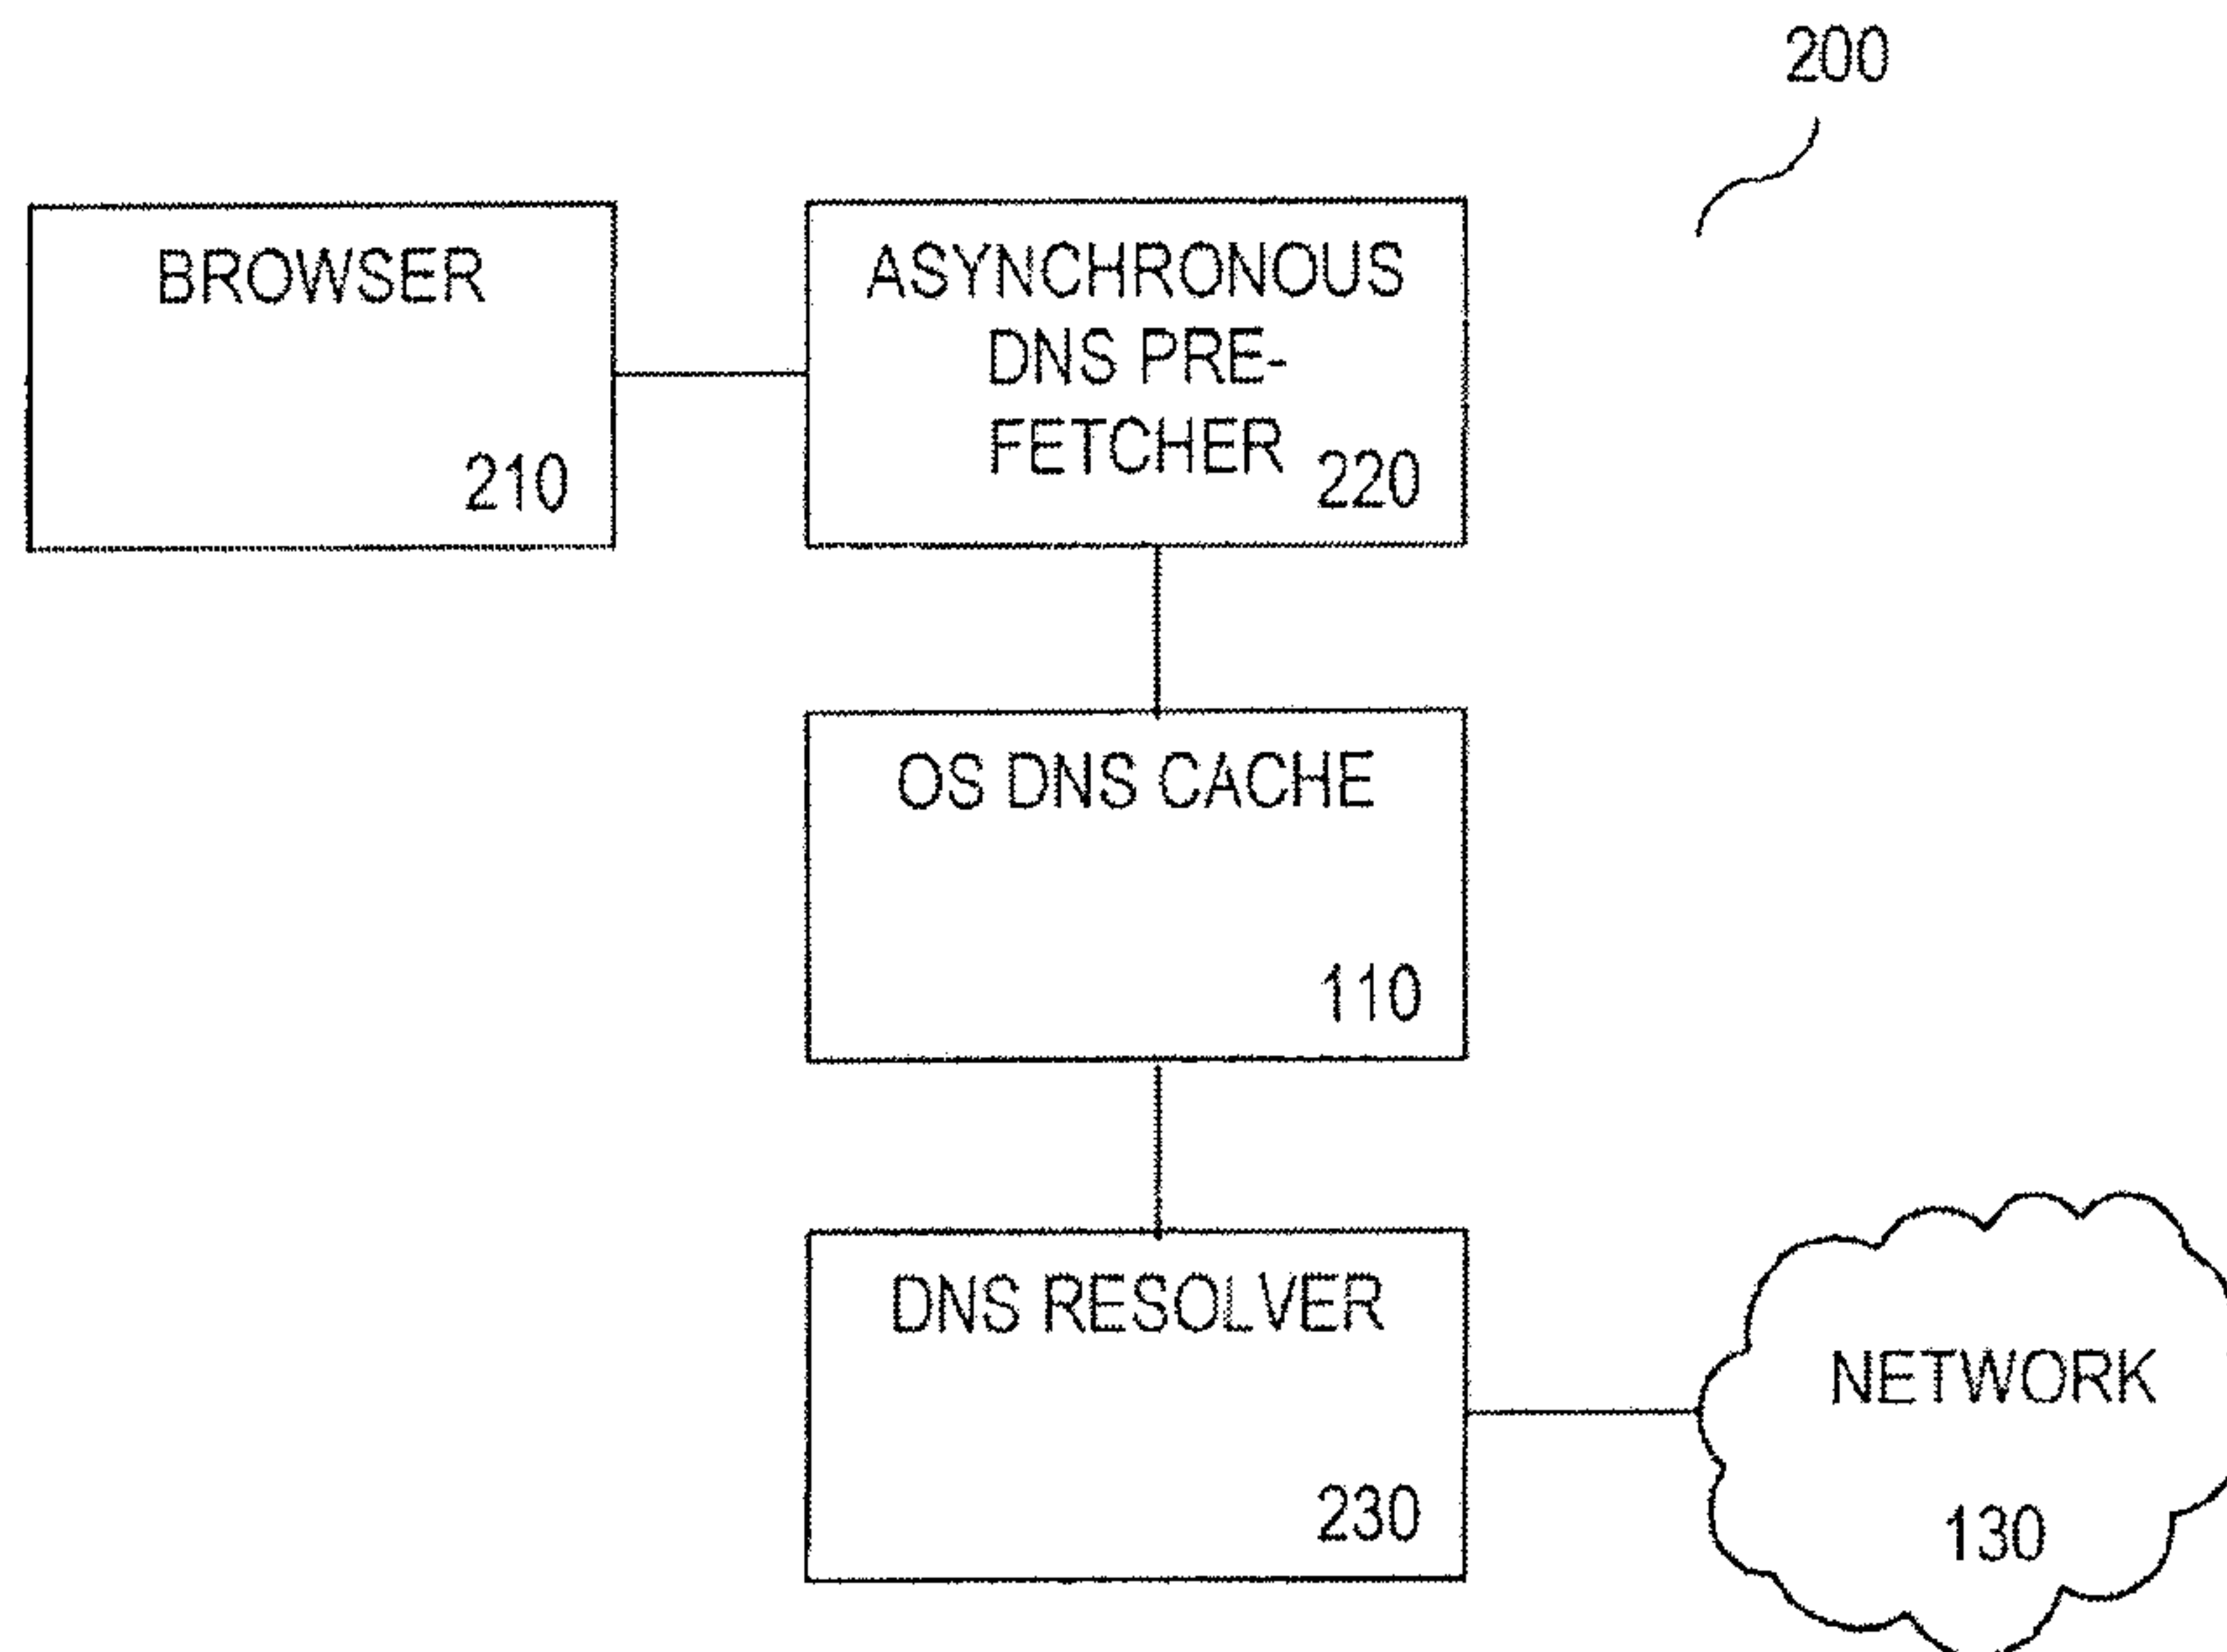 200
BROWSER
210
ASYNCHRONOUS
DNS PRE-
FETCHER
220
OS DNS CACHE
110
DNS RESOLVER
230
NETWORK
130